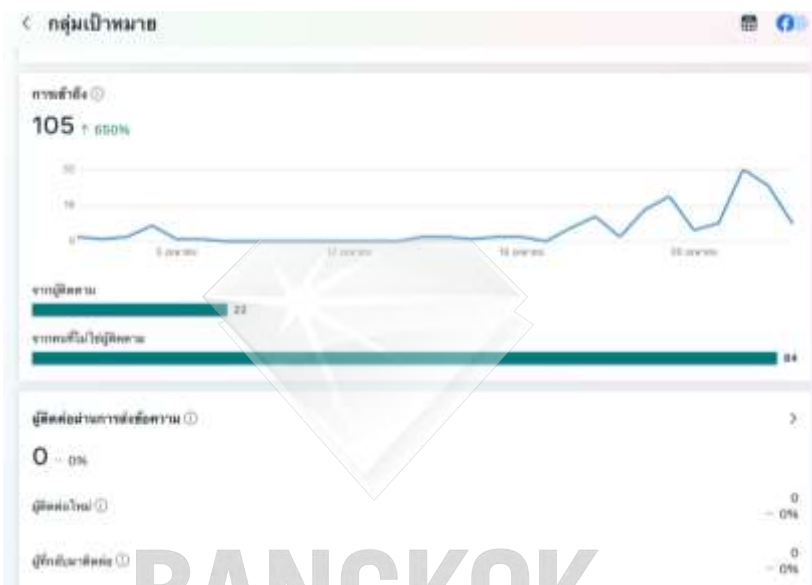 กลุ่มเป้าหมาย
การเข้าถึง
105 ↑ 650%
จากผู้ติดตาม
22
จากคนที่ไม่ใช่ผู้ติดตาม
84
ผู้ติดต่อผ่านการส่งข้อความ
0 -- 0%
ผู้ติดต่อใหม่
0
-- 0%
ผู้ที่กลับมาติดต่อ
0
-- 0%
BANGKOK